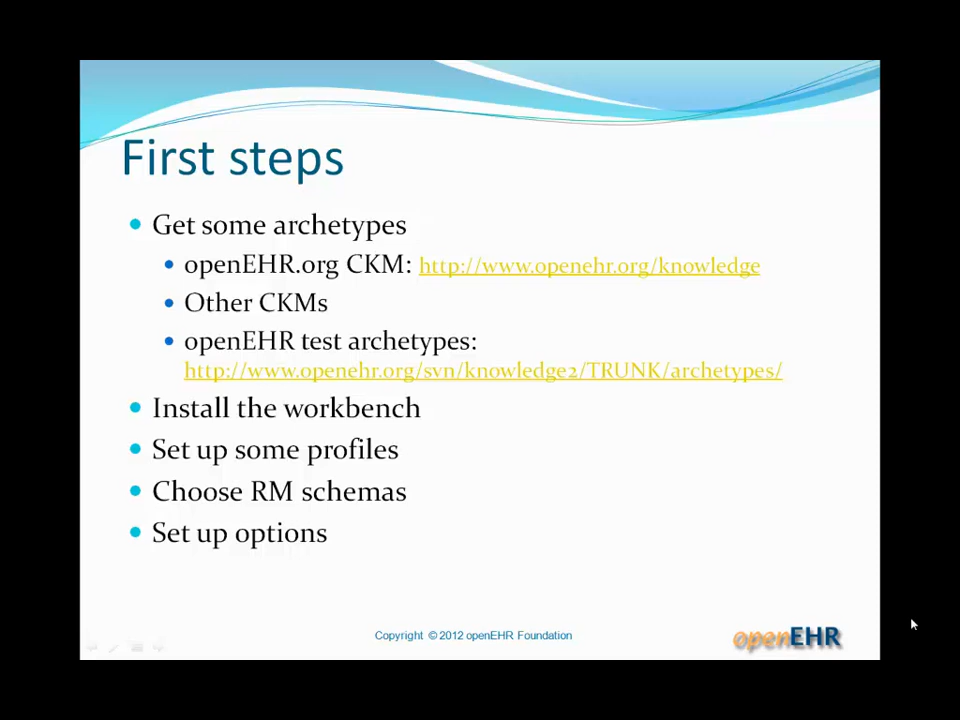 First steps
Get some archetypes
openEHR.org CKM: http://www.openehr.org/knowledge
Other CKMs
openEHR test archetypes:
http://www.openehr.org/svn/knowledge2/TRUNK/archetypes/
Install the workbench
Set up some profiles
Choose RM schemas
Set up options
Copyright © 2012 openEHR Foundation
openEHR